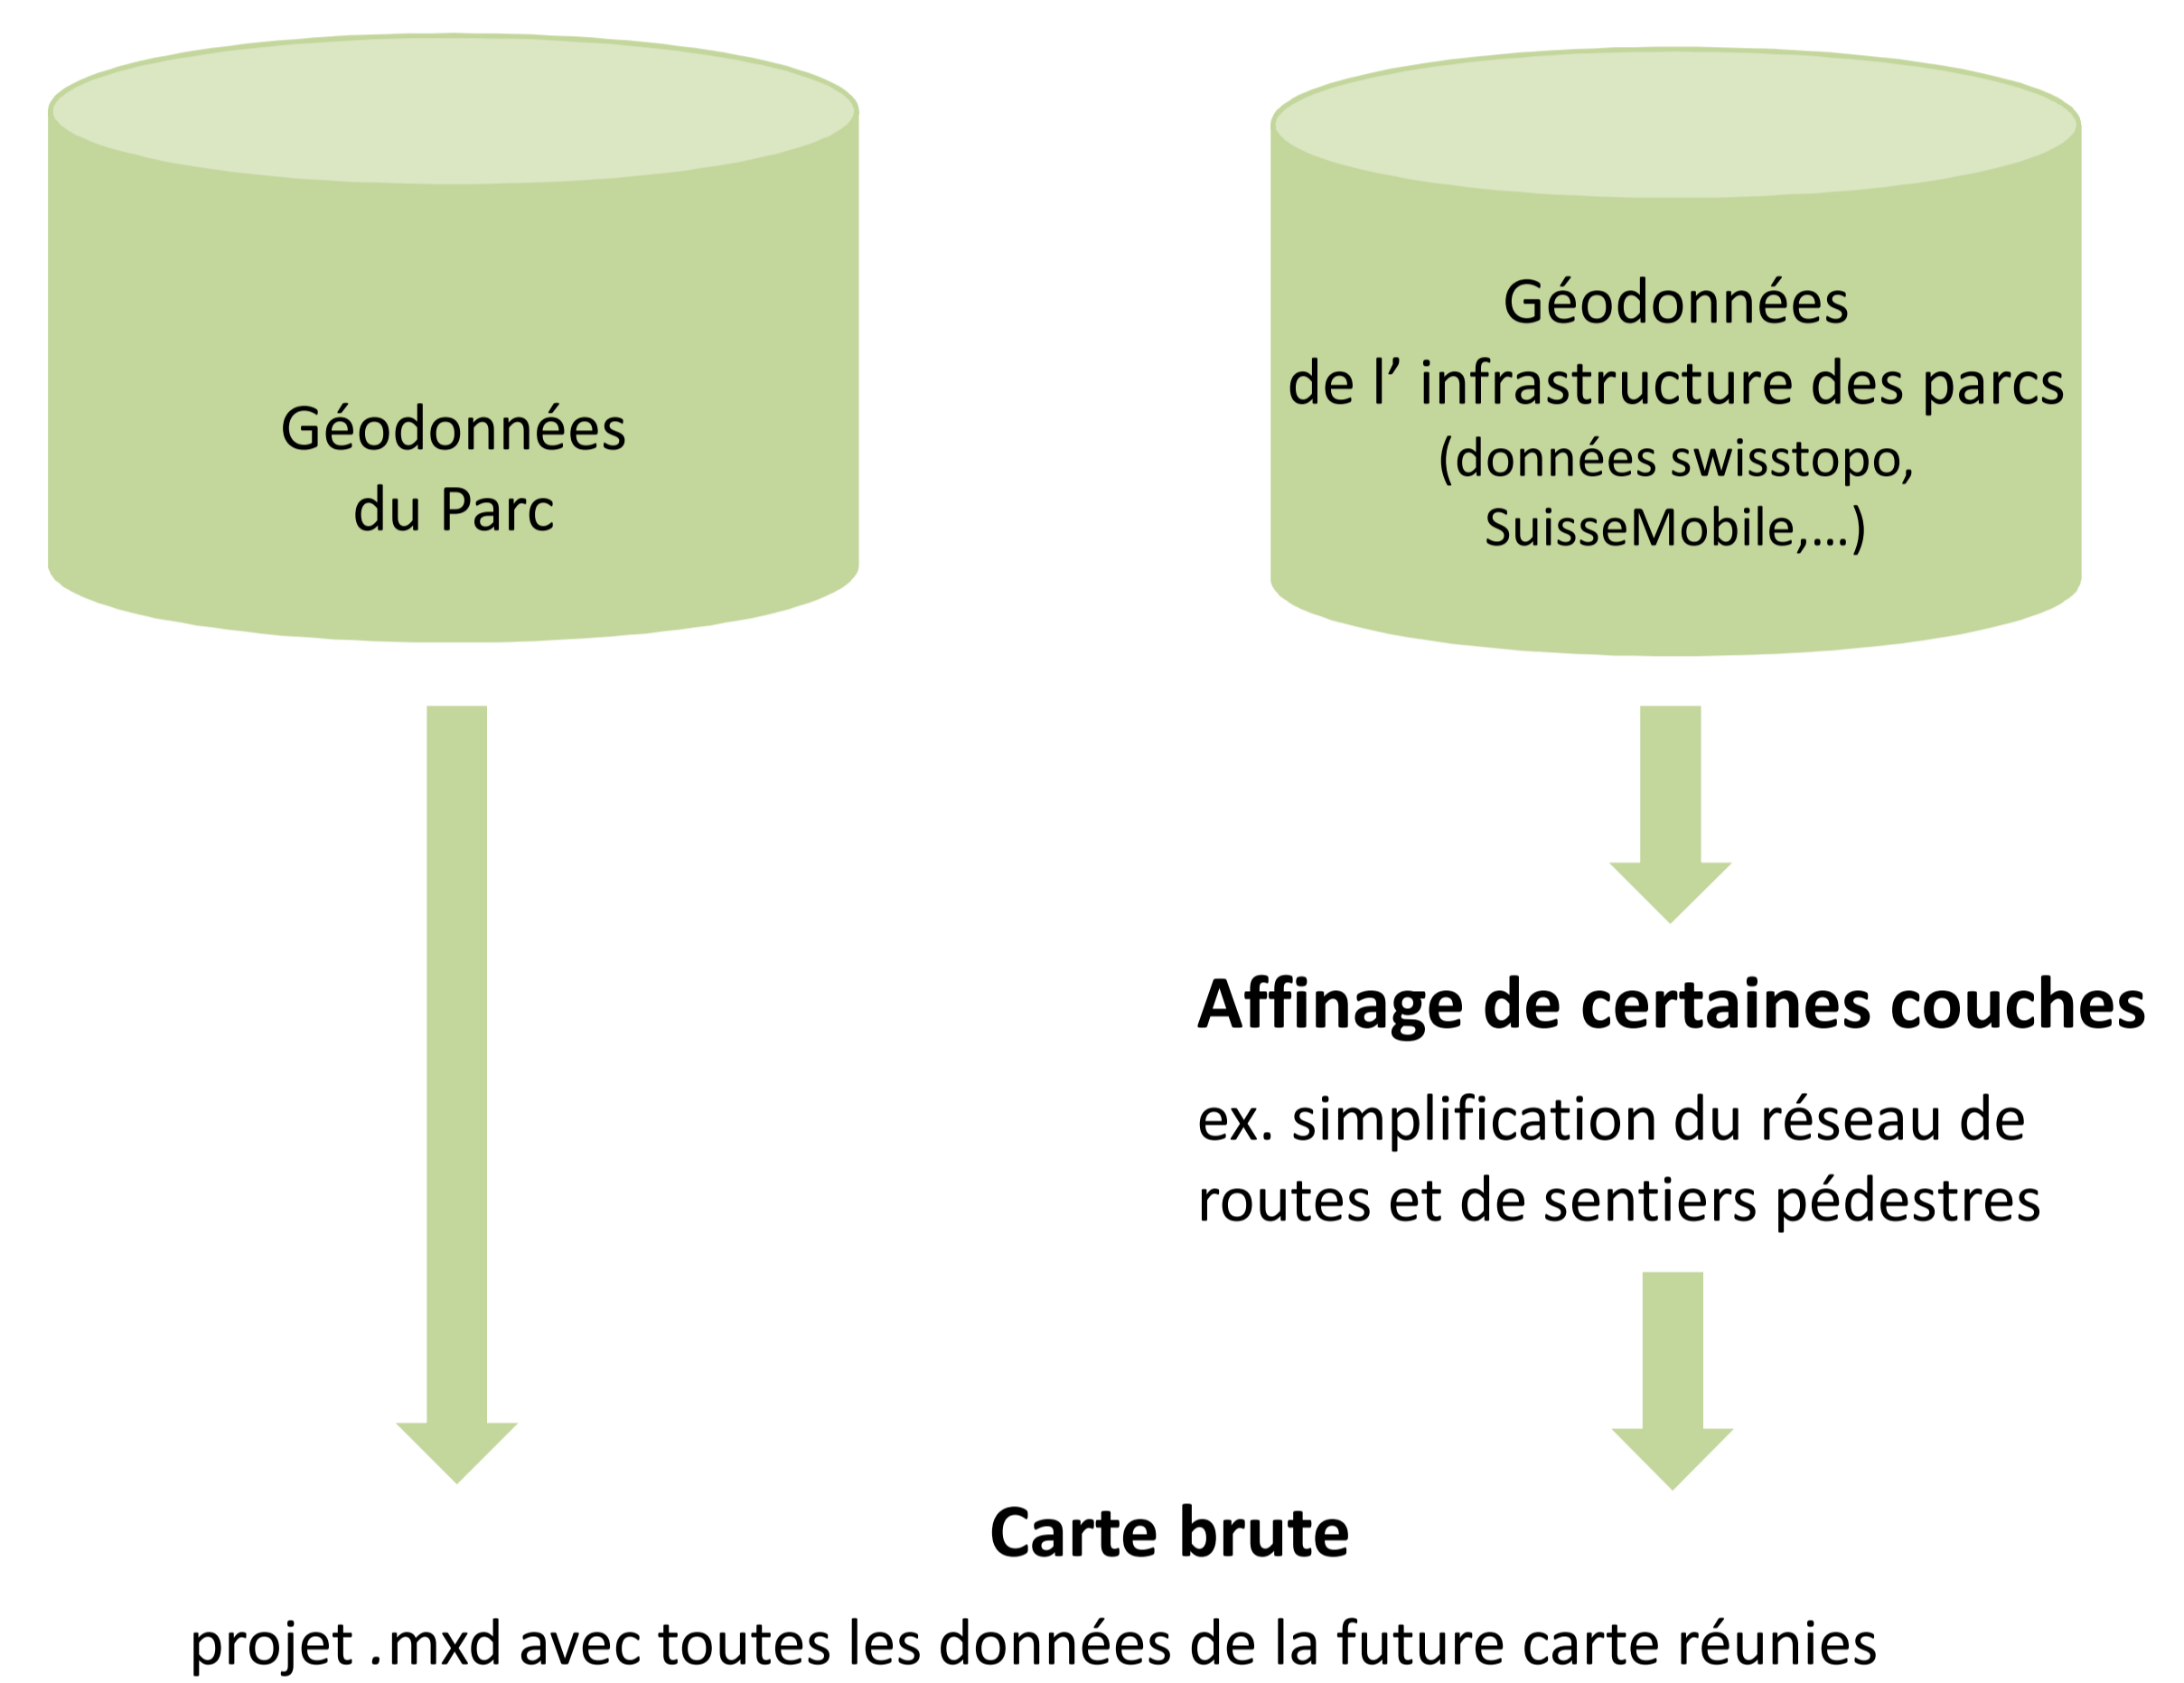 Géodonnées
du Parc
Géodonnées
de l’ infrastructure des parcs
(données swisstopo,
SuisseMobile,...)
Affinage de certaines couches
ex. simplification du réseau de
routes et de sentiers pédestres
Carte brute
projet .mxd avec toutes les données de la future carte réunies